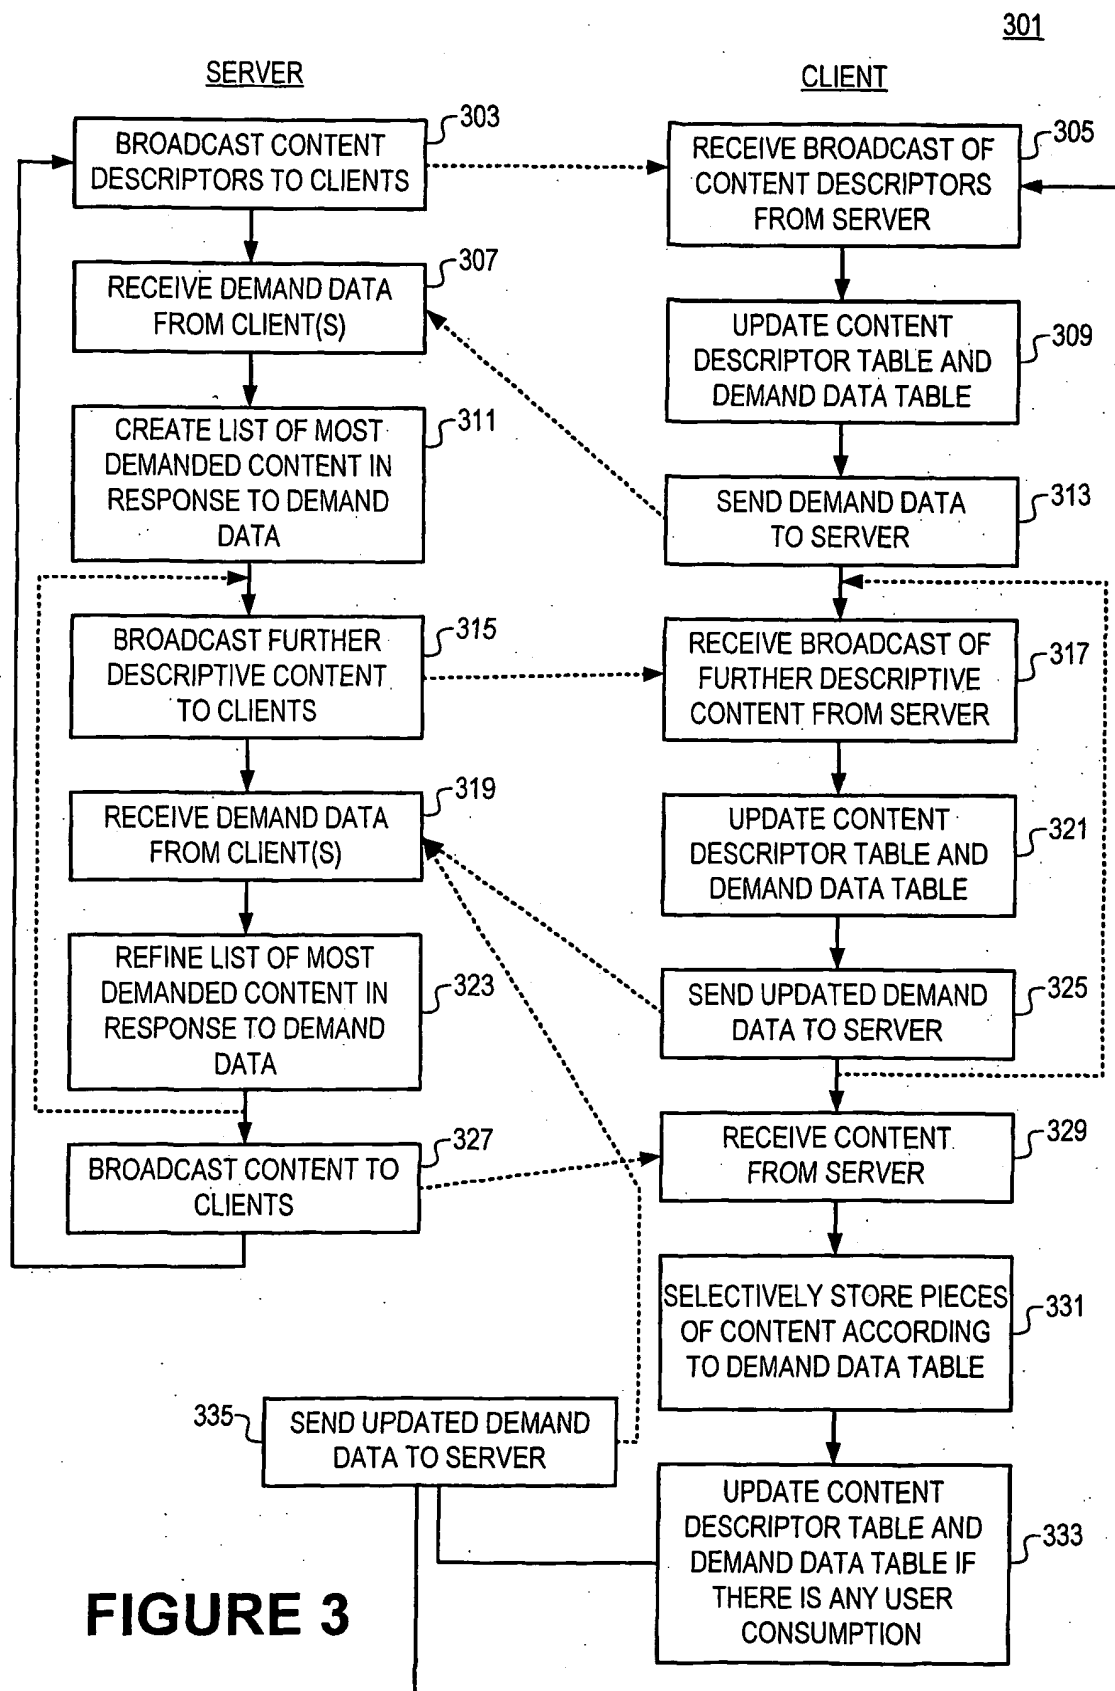 301
SERVER
CLIENT
303
BROADCAST CONTENT
DESCRIPTORS TO CLIENTS
305
RECEIVE BROADCAST OF
CONTENT DESCRIPTORS
FROM SERVER
307
RECEIVE DEMAND DATA
FROM CLIENT(S)
309
UPDATE CONTENT
DESCRIPTOR TABLE AND
DEMAND DATA TABLE
311
CREATE LIST OF MOST
DEMANDED CONTENT IN
RESPONSE TO DEMAND
DATA
313
SEND DEMAND DATA
TO SERVER
315
BROADCAST FURTHER
DESCRIPTIVE CONTENT
TO CLIENTS
317
RECEIVE BROADCAST OF
FURTHER DESCRIPTIVE
CONTENT FROM SERVER
319
RECEIVE DEMAND DATA
FROM CLIENT(S)
321
UPDATE CONTENT
DESCRIPTOR TABLE AND
DEMAND DATA TABLE
323
REFINE LIST OF MOST
DEMANDED CONTENT IN
RESPONSE TO DEMAND
DATA
325
SEND UPDATED DEMAND
DATA TO SERVER
327
BROADCAST CONTENT TO
CLIENTS
329
RECEIVE CONTENT
FROM SERVER
331
SELECTIVELY STORE PIECES
OF CONTENT ACCORDING
TO DEMAND DATA TABLE
335
SEND UPDATED DEMAND
DATA TO SERVER
333
UPDATE CONTENT
DESCRIPTOR TABLE AND
DEMAND DATA TABLE IF
THERE IS ANY USER
CONSUMPTION
FIGURE 3